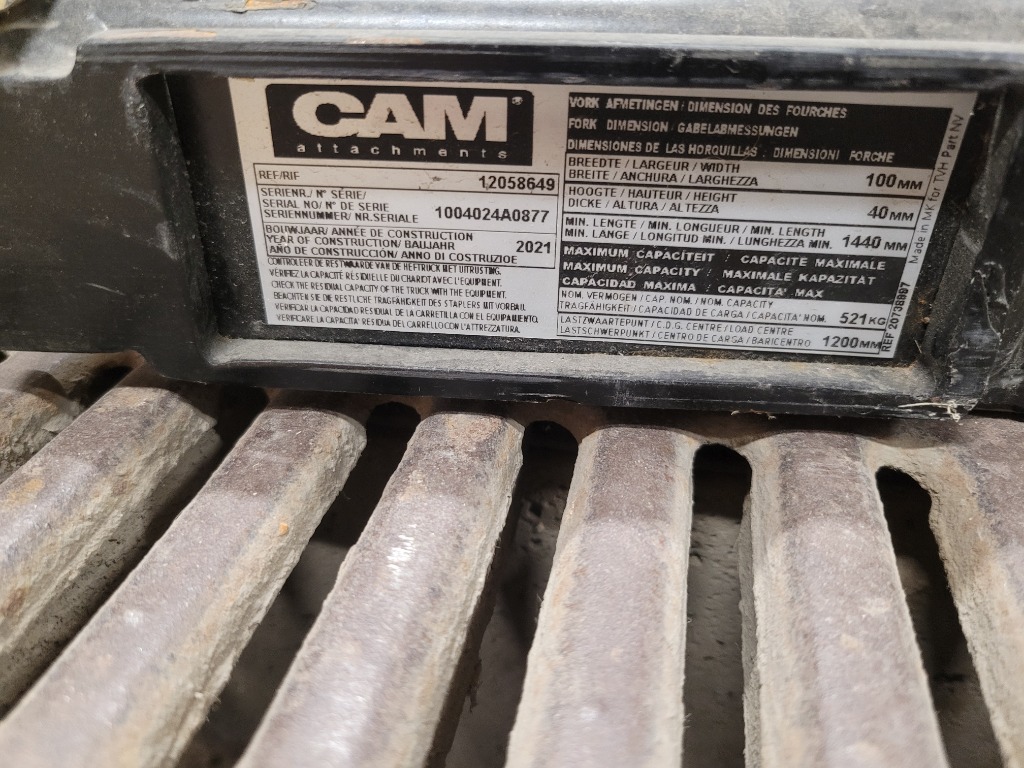 CAM
attachments
REF/RIF 12058649
SERIENR./ N° SÉRIE/
SERIAL NO/ N° DE SERIE
SERIENNUMMER/ NR.SERIALE 1004024A0877
BOUWJAAR/ ANNÉE DE CONSTRUCTION
YEAR OF CONSTRUCTION/ BAUJAHR 2021
AÑO DE CONSTRUCCIÓN/ ANNO DI COSTRUZIOE
CONTROLEER DE RESTWAARDE VAN DE HEFTRUCK MET UITRUSTING.
VÉRIFIEZ LA CAPACITÉ RÉSIDUELLE DU CHARIOT AVEC L'ÉQUIPEMENT.
CHECK THE RESIDUAL CAPACITY OF THE TRUCK WITH THE EQUIPMENT.
BEACHTEN SIE DIE RESTLICHE TRAGFÄHIGKEIT DES STAPLERS MIT VORBAU.
VERIFICAR LA CAPACIDAD RESIDUAL DE LA CARRETILLA CON EL EQUIPAMIENTO.
VERIFICARE LA CAPACITA' RESIDUA DEL CARRELLO CON L'ATTREZZATURA.
VORK AFMETINGEN : DIMENSION DES FOURCHES
FORK DIMENSION : GABELABMESSUNGEN
DIMENSIONES DE LAS HORQUILLAS : DIMENSIONI FORCHE
BREEDTE / LARGEUR / WIDTH
BREITE / ANCHURA / LARGHEZZA 100MM
HOOGTE / HAUTEUR / HEIGHT
DICKE / ALTURA / ALTEZZA 40MM
MIN. LENGTE / MIN. LONGUEUR / MIN. LENGTH
MIN. LANGE / LONGITUD MIN. / LUNGHEZZA MIN. 1440 MM
MAXIMUM CAPACÍTEIT : CAPACITE MAXIMALE
MAXIMUM CAPACITY : MAXIMALE KAPAZITÄT
CAPACIDAD MAXIMA : CAPACITA' MAX
NOM. VERMOGEN / CAP. NOM. / NOM. CAPACITY
TRAGFÄHIGKEIT / CAPACIDAD DE CARGA / CAPACITA' NOM. 521KG
LASTZWAARTEPUNT / C.D.G. CENTRE / LOAD CENTRE
LASTSCHWERPUNKT / CENTRO DE CARGA / BARICENTRO 1200MM
REF 20738897 Made in MK for TVH Part NV